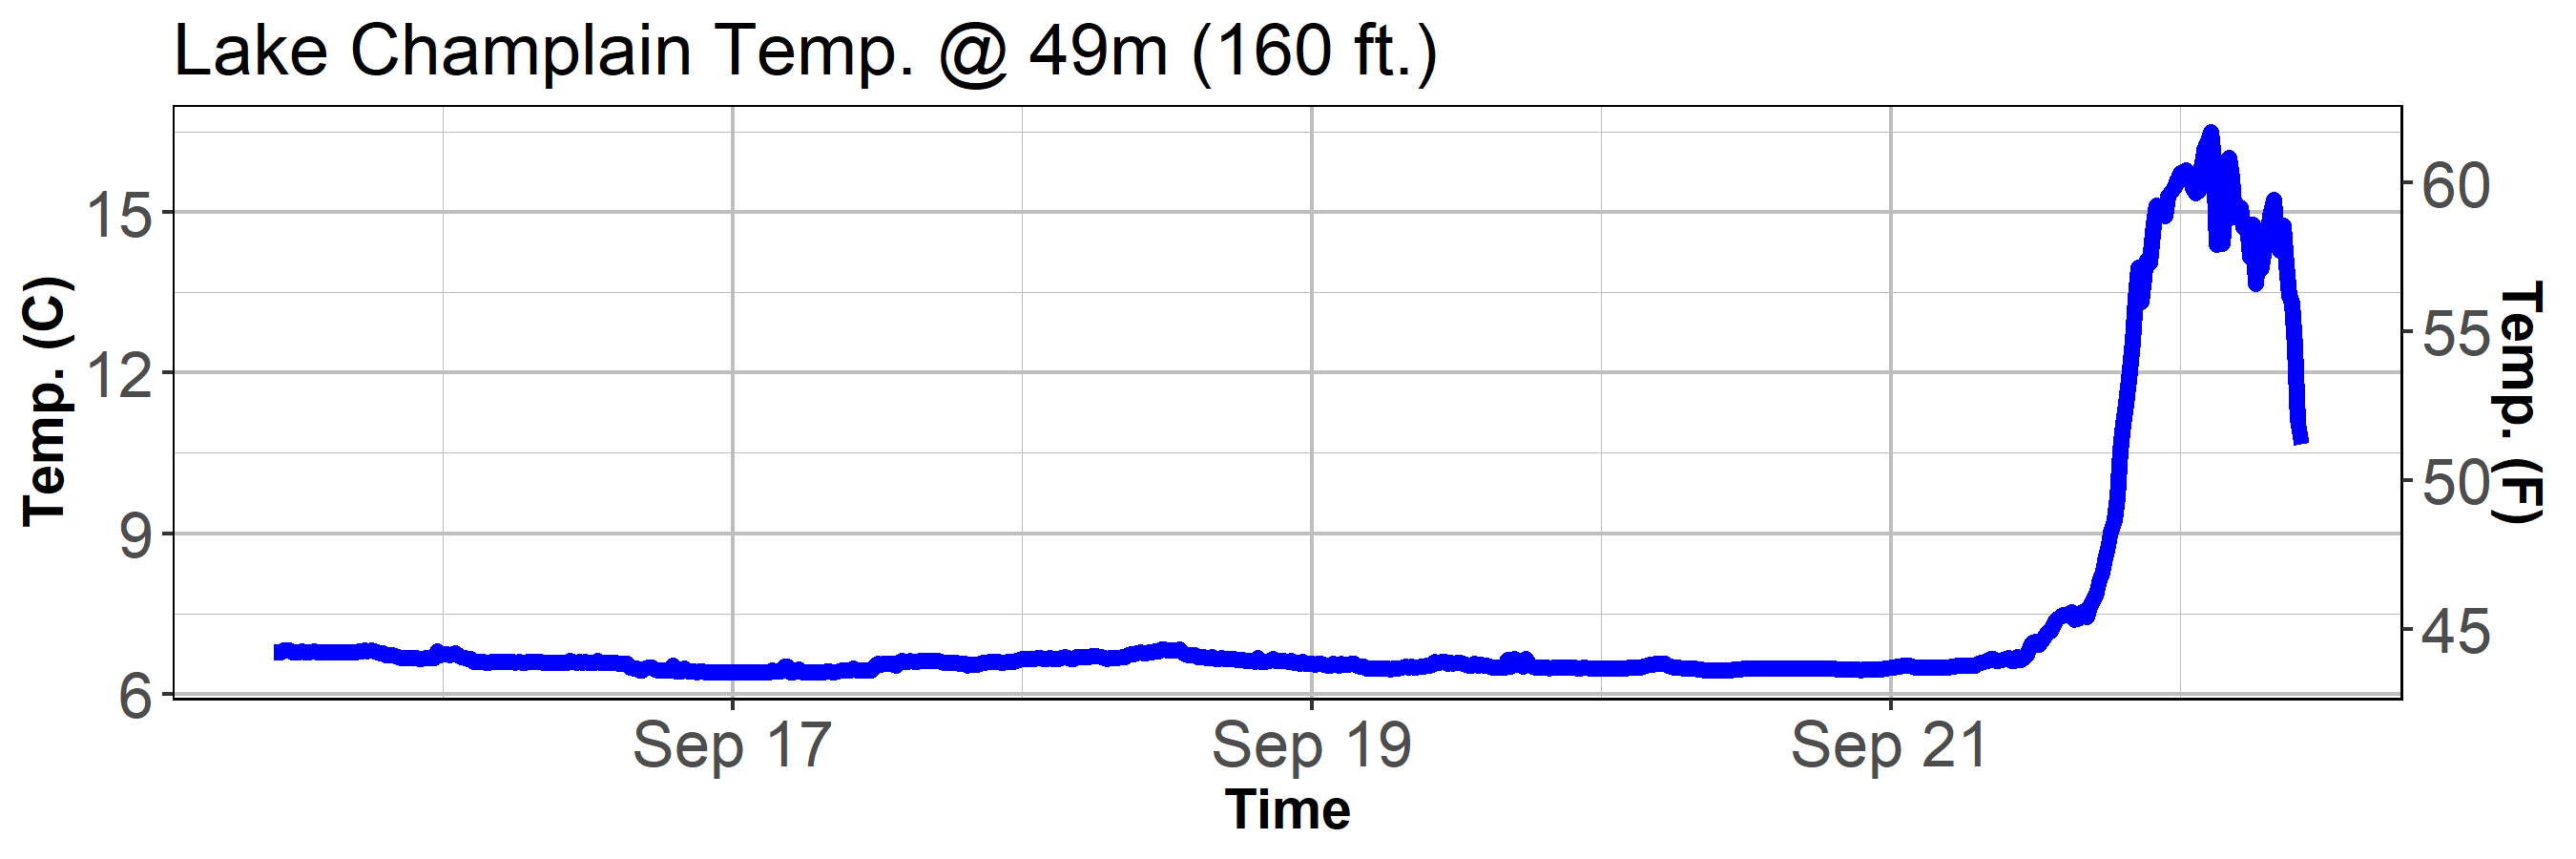 Lake Champlain Temp. @ 49m (160 ft.)
Temp. (C)
15
12
9
6
60
55
50
45
Temp. (F)
Sep 17
Sep 19
Sep 21
Time